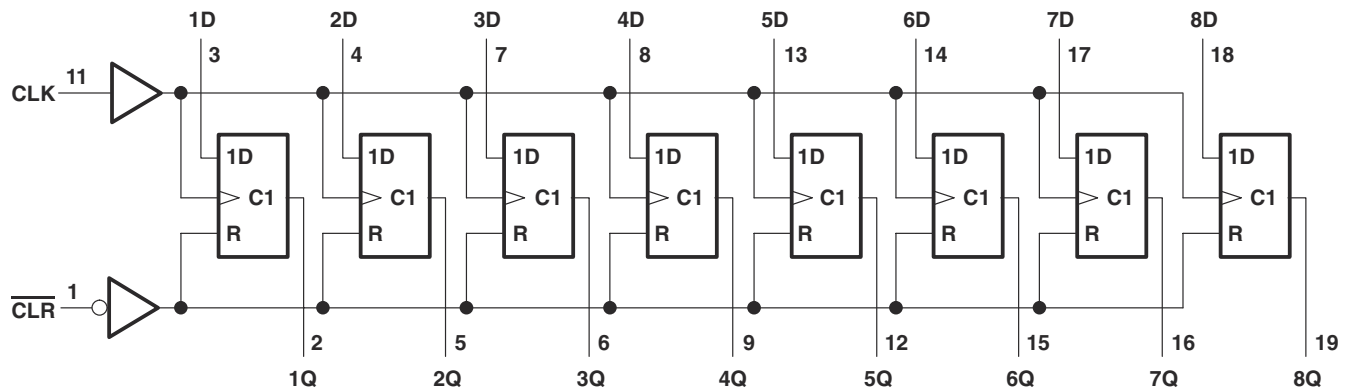 1D 2D 3D 4D 5D 6D 7D 8D
3 4 7 8 13 14 17 18
CLK 11
1D 1D 1D 1D 1D 1D 1D 1D
C1 C1 C1 C1 C1 C1 C1 C1
R R R R R R R R
CLR 1
2 5 6 9 12 15 16 19
1Q 2Q 3Q 4Q 5Q 6Q 7Q 8Q